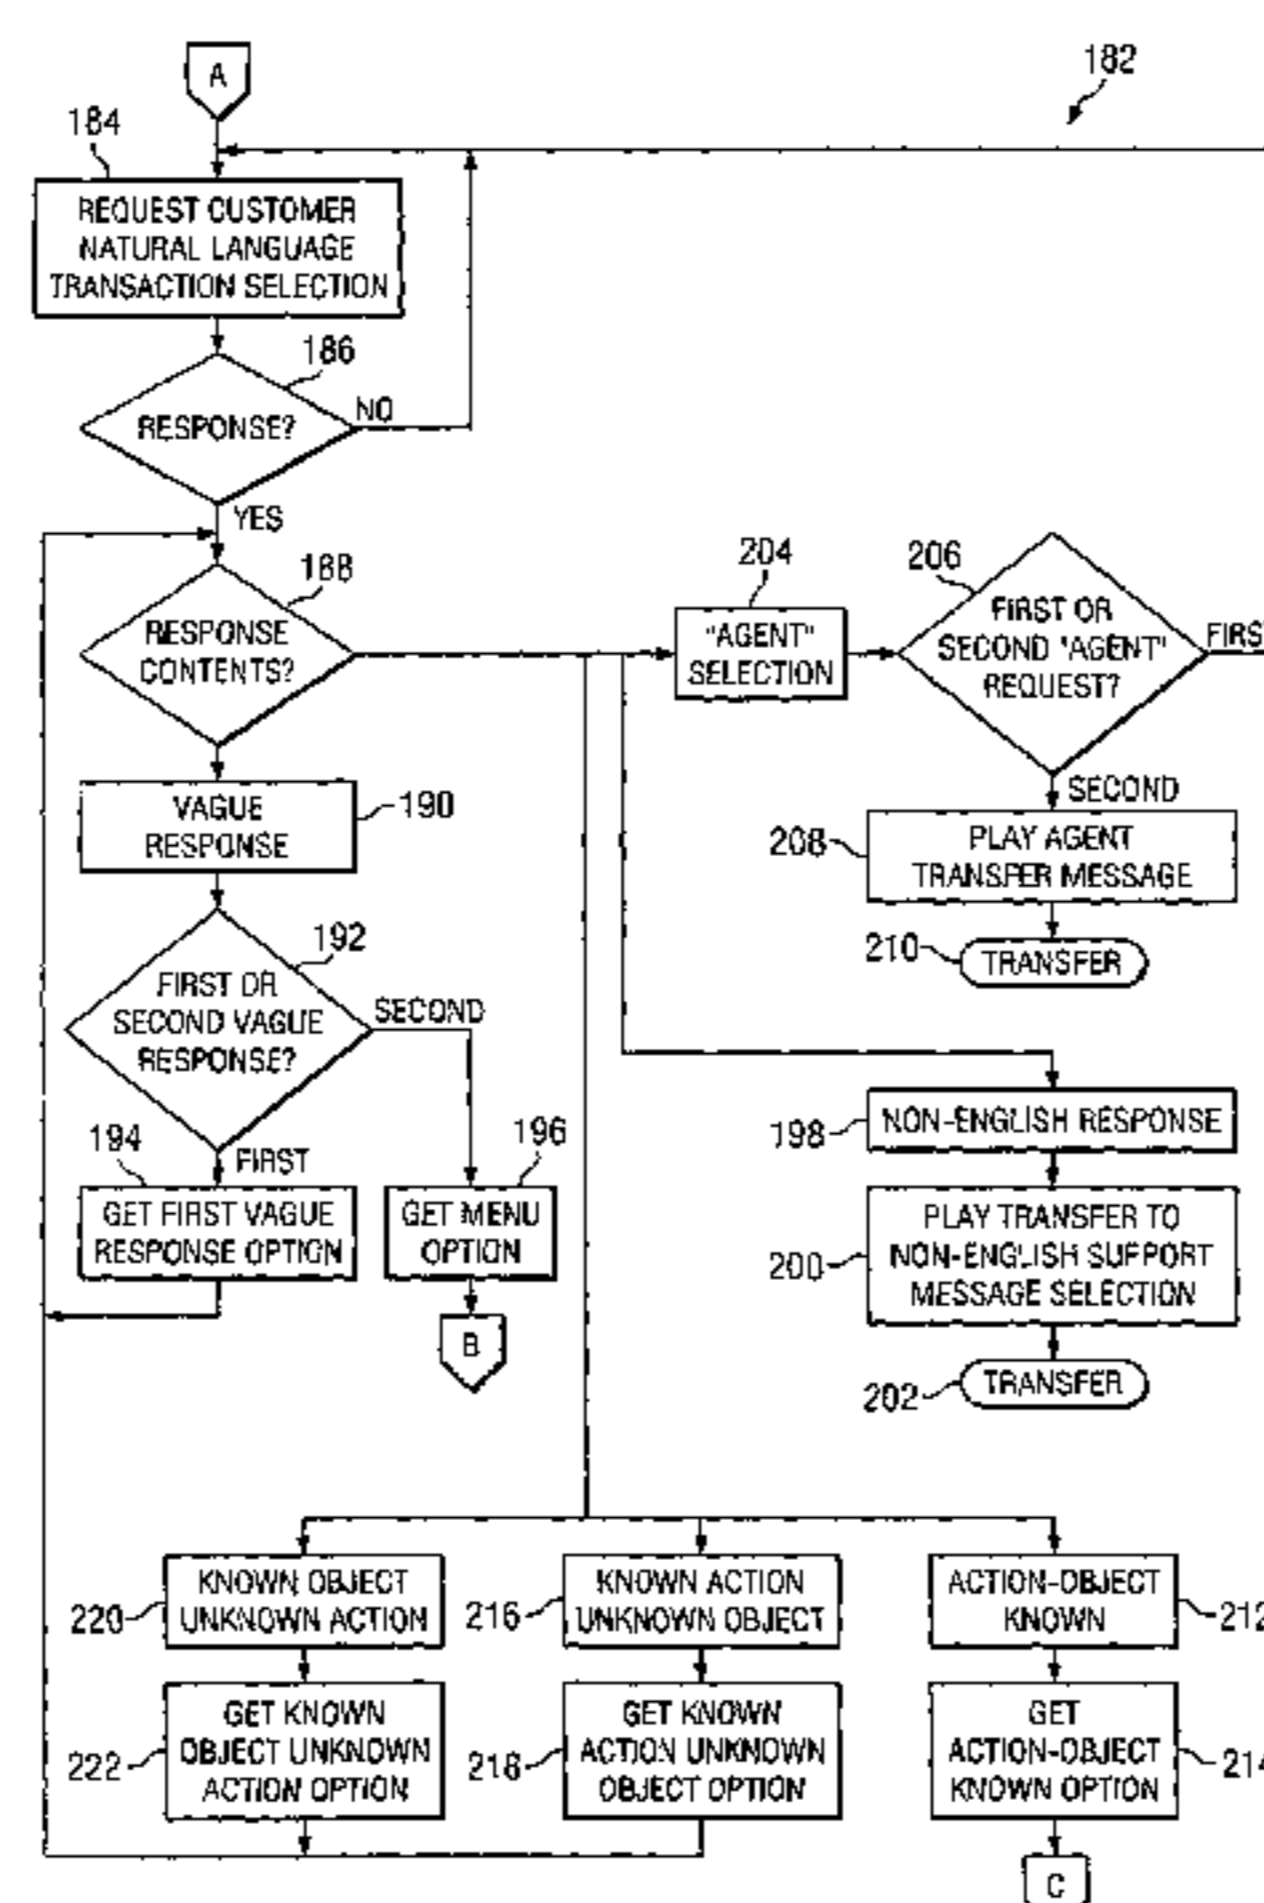 A
182
184
REQUEST CUSTOMER
NATURAL LANGUAGE
TRANSACTION SELECTION
186
RESPONSE?
NO
YES
188
RESPONSE
CONTENTS?
204
"AGENT"
SELECTION
206
FIRST OR
SECOND "AGENT"
REQUEST?
FIRST
SECOND
VAGUE
RESPONSE
190
208
PLAY AGENT
TRANSFER MESSAGE
210
TRANSFER
192
FIRST OR
SECOND VAGUE
RESPONSE?
SECOND
FIRST
194
GET FIRST VAGUE
RESPONSE OPTION
196
GET MENU
OPTION
B
198
NON-ENGLISH RESPONSE
200
PLAY TRANSFER TO
NON-ENGLISH SUPPORT
MESSAGE SELECTION
202
TRANSFER
220
KNOWN OBJECT
UNKNOWN ACTION
216
KNOWN ACTION
UNKNOWN OBJECT
ACTION-OBJECT
KNOWN
212
222
GET KNOWN
OBJECT UNKNOWN
ACTION OPTION
218
GET KNOWN
ACTION UNKNOWN
OBJECT OPTION
GET
ACTION-OBJECT
KNOWN OPTION
214
C